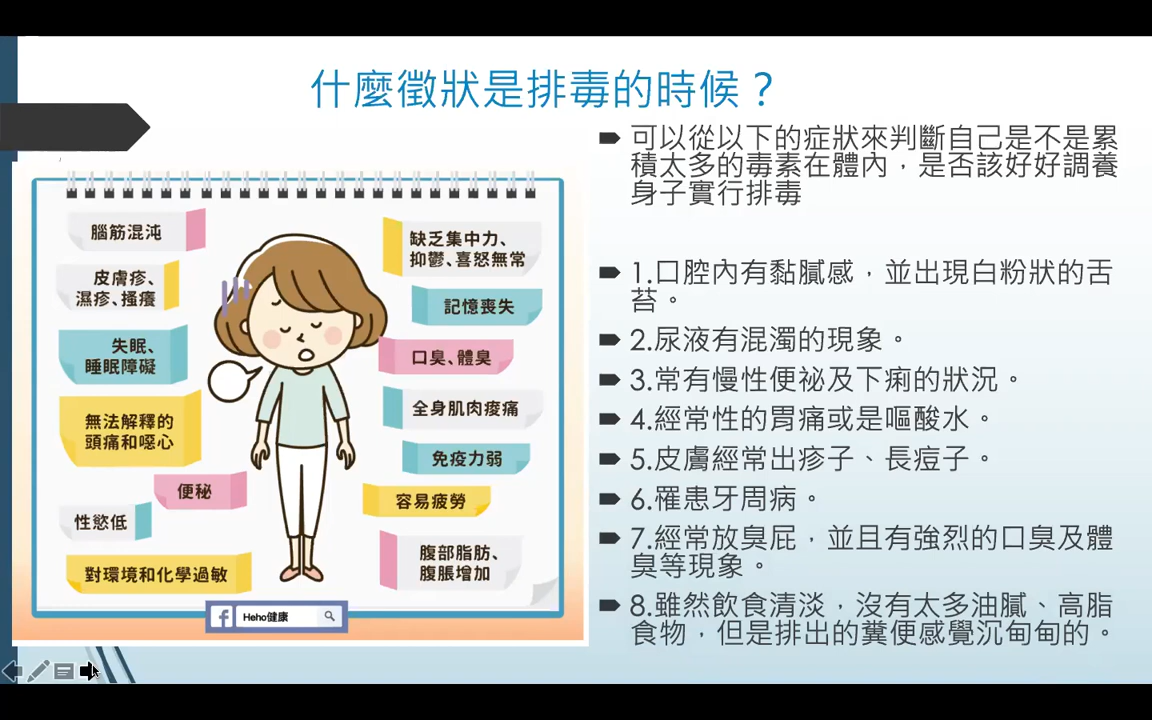 什麼徵狀是排毒的時候？
腦筋混沌
皮膚疹、
濕疹、搔癢
失眠、
睡眠障礙
無法解釋的
頭痛和噁心
便秘
性慾低
對環境和化學過敏
缺乏集中力、
抑鬱、喜怒無常
記憶喪失
口臭、體臭
全身肌肉痠痛
免疫力弱
容易疲勞
腹部脂肪、
腹脹增加
Heho健康
可以從以下的症狀來判斷自己是不是累
積太多的毒素在體內，是否該好好調養
身子實行排毒
1.口腔內有黏膩感，並出現白粉狀的舌
苔。
2.尿液有混濁的現象。
3.常有慢性便祕及下痢的狀況。
4.經常性的胃痛或是嘔酸水。
5.皮膚經常出疹子、長痘子。
6.罹患牙周病。
7.經常放臭屁，並且有強烈的口臭及體
臭等現象。
8.雖然飲食清淡，沒有太多油膩、高脂
食物，但是排出的糞便感覺沉甸甸的。